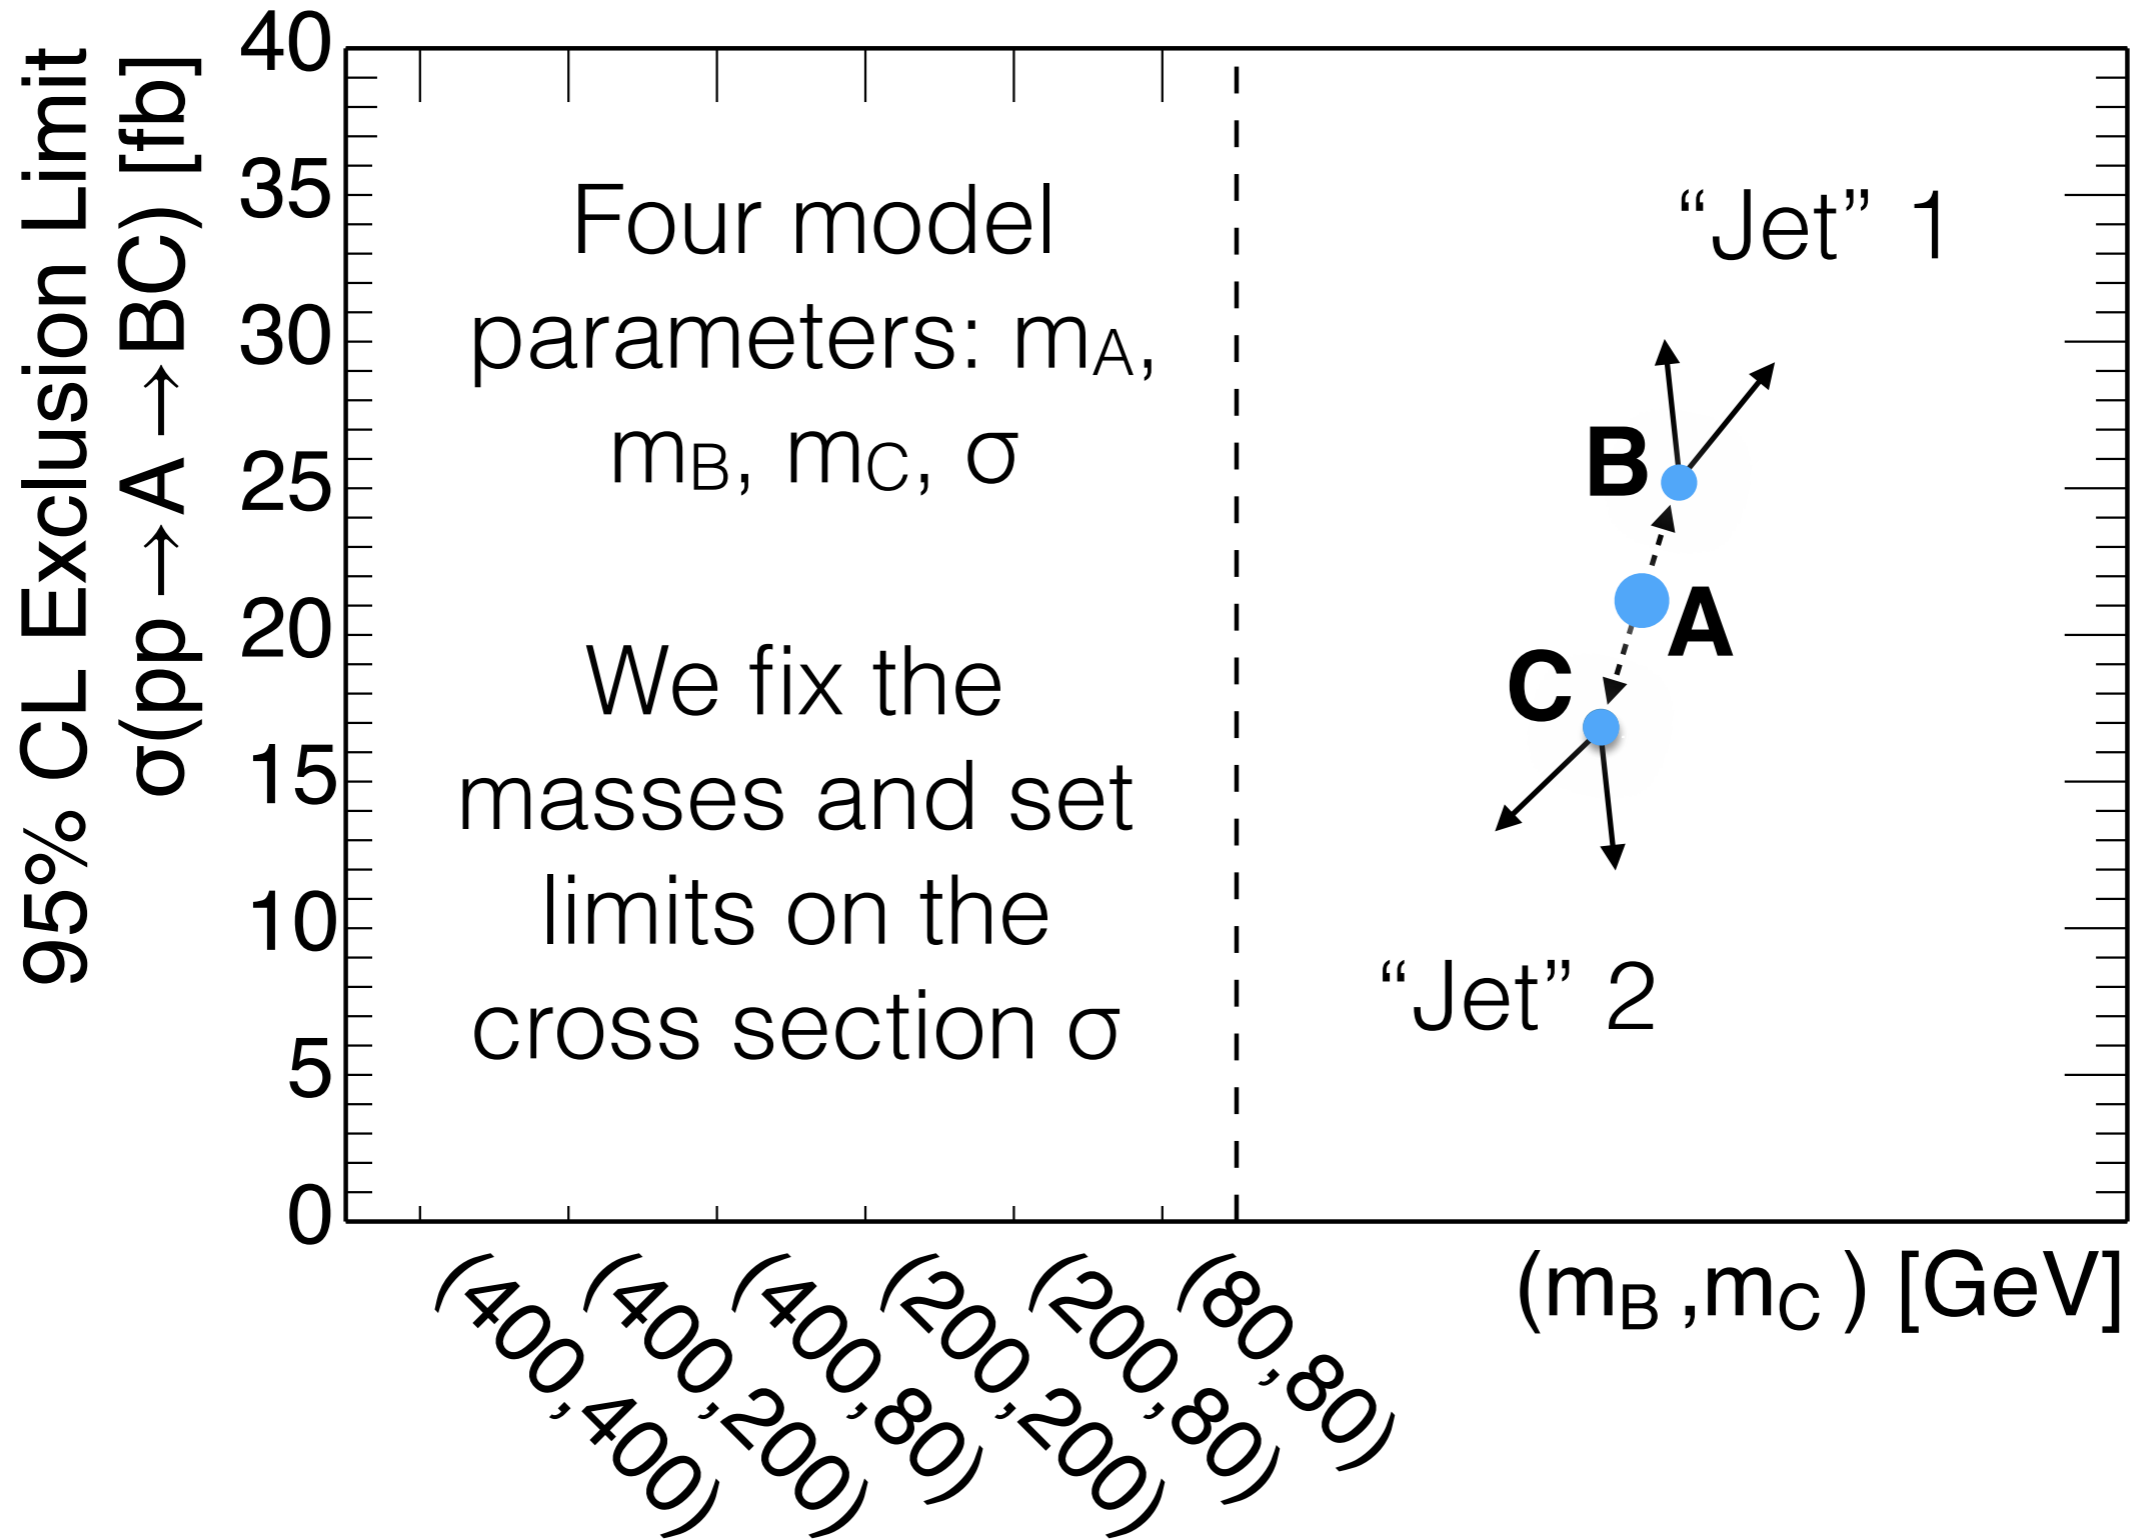 95% CL Exclusion Limit
σ(pp→A→BC) [fb]
40
35
30
25
20
15
10
5
0
Four model
parameters: mA,
mB, mC, σ
We fix the
masses and set
limits on the
cross section σ
“Jet” 1
B
A
C
“Jet” 2
(400,400)
(400,200)
(400,80)
(200,200)
(200,80)
(80,80)
(mB ,mC ) [GeV]